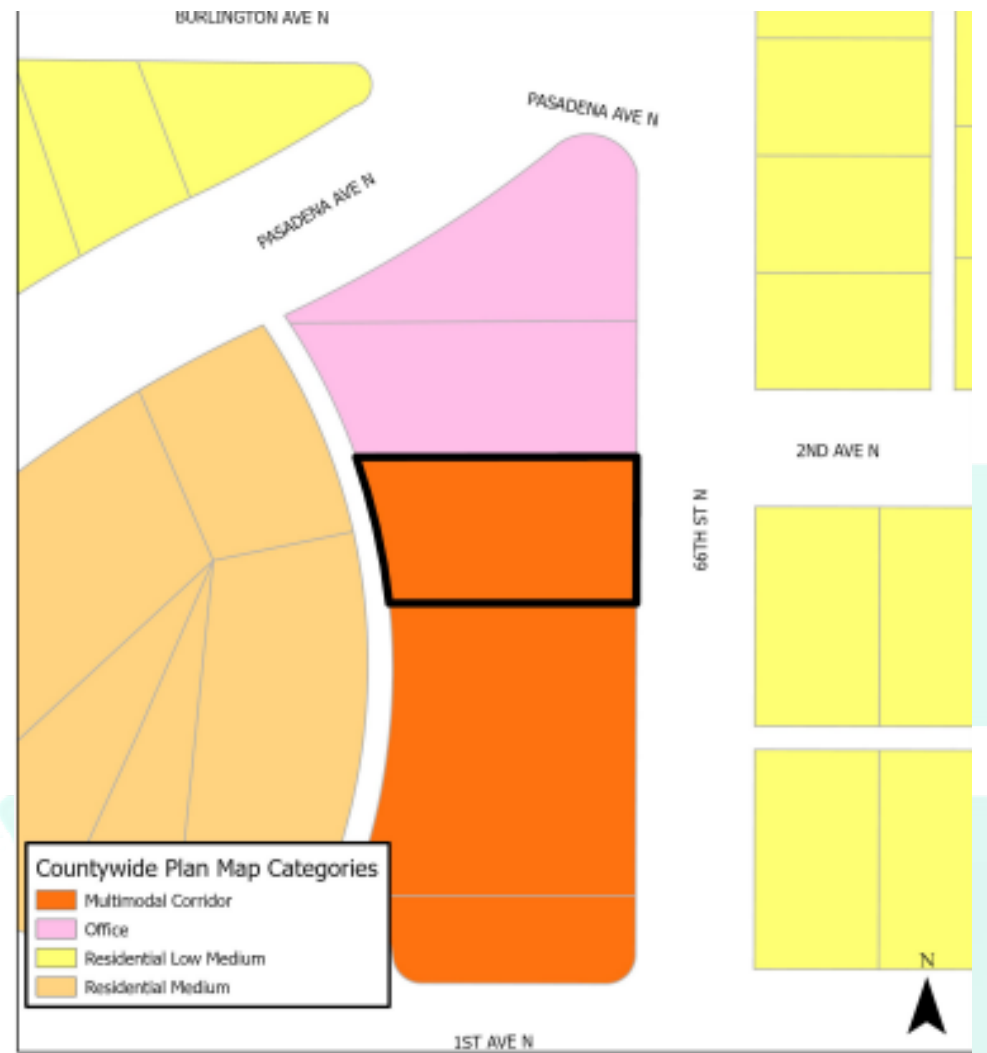 BURLINGTON AVE N
PASADENA AVE N
PASADENA AVE N
2ND AVE N
66TH ST N
Countywide Plan Map Categories
Multimodal Corridor
Office
Residential Low Medium
Residential Medium
N
1ST AVE N